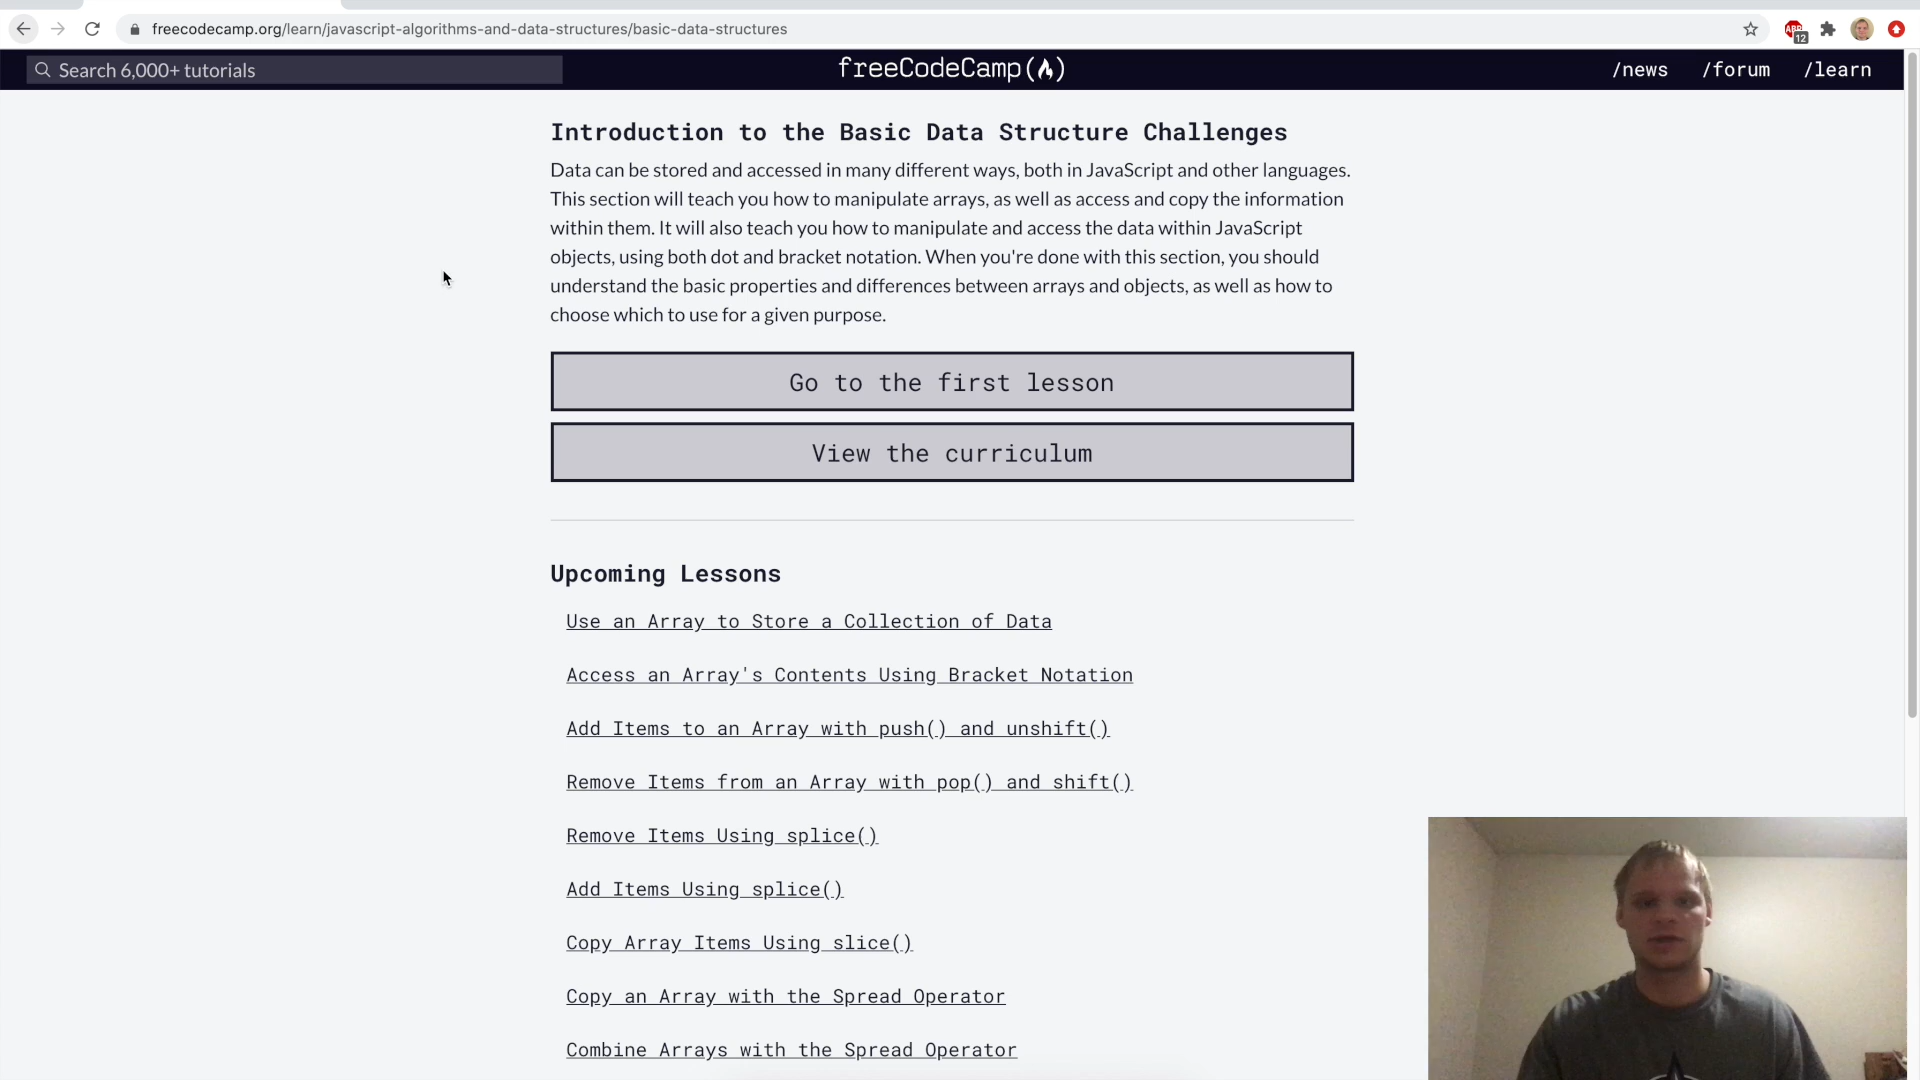 freecodecamp.org/learn/javascript-algorithms-and-data-structures/basic-data-structures
12
Search 6,000+ tutorials
freeCodeCamp
/news
/forum
/learn
Introduction to the Basic Data Structure Challenges
Data can be stored and accessed in many different ways, both in JavaScript and other languages.
This section will teach you how to manipulate arrays, as well as access and copy the information
within them. It will also teach you how to manipulate and access the data within JavaScript
objects, using both dot and bracket notation. When you're done with this section, you should
understand the basic properties and differences between arrays and objects, as well as how to
choose which to use for a given purpose.
Go to the first lesson
View the curriculum
Upcoming Lessons
Use an Array to Store a Collection of Data
Access an Array's Contents Using Bracket Notation
Add Items to an Array with push() and unshift()
Remove Items from an Array with pop() and shift()
Remove Items Using splice()
Add Items Using splice()
Copy Array Items Using slice()
Copy an Array with the Spread Operator
Combine Arrays with the Spread Operator